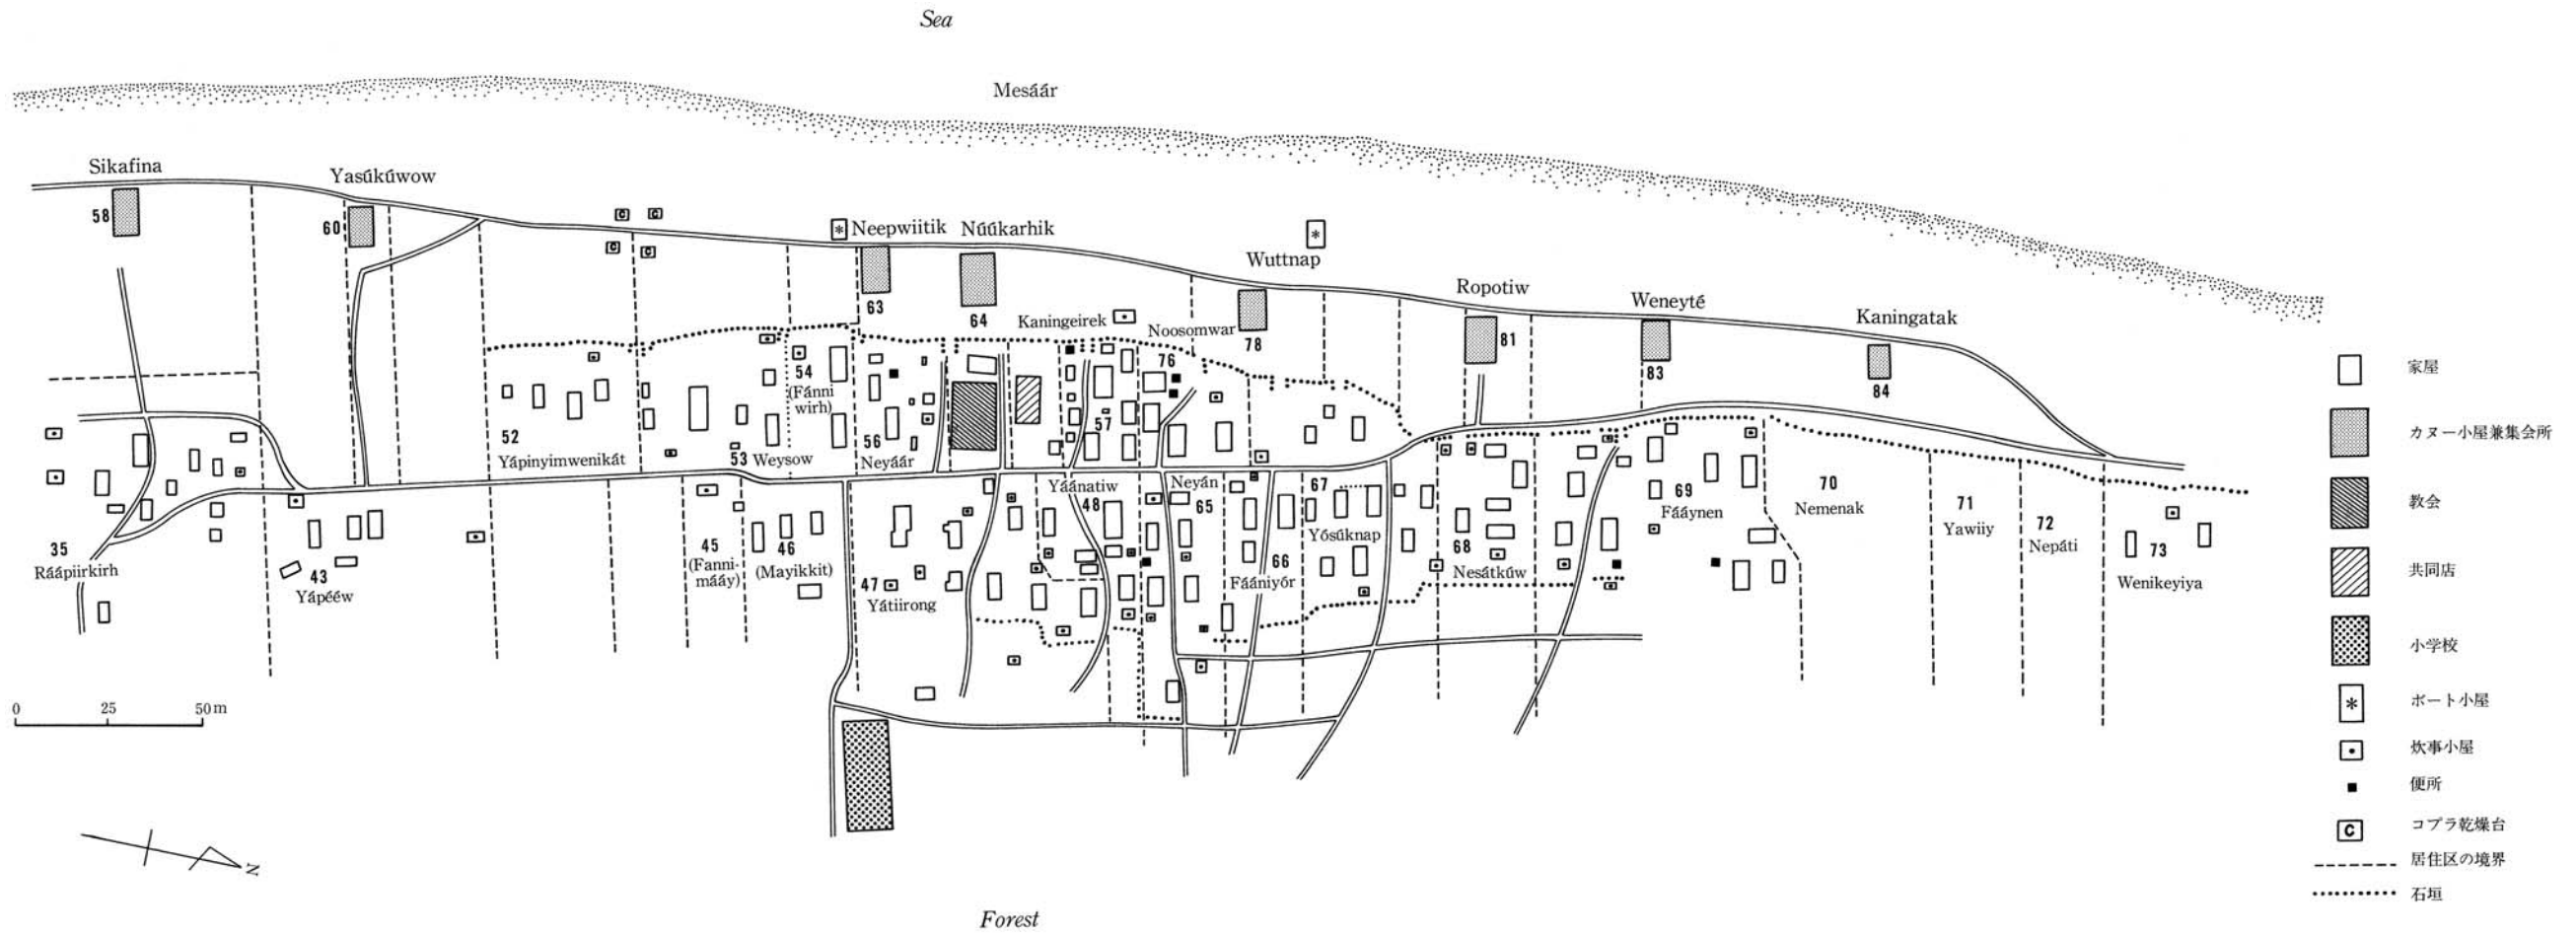 Sea
Mesáár
Sikafina
58
Yasúkúwow
60
C
C
C
C
*
Neepwiitik
Núúkarhik
63
64
Kaningeirek
Noosomwar
*
Wuttnap
78
76
Ropotiw
81
Weneyté
83
Kaningatak
84
52
Yápinyimwenikát
53
Weysow
54
(Fánni
wirh)
56
Neyáár
57
35
Ráápiirkirh
43
Yápééw
45
(Fanni-
mááy)
46
(Mayikkit)
47
Yátiirong
Yáánatiw
48
Neyán
65
66
Fáániyór
67
Yósúknap
68
Nesátkúw
69
Fááynen
70
Nemenak
71
Yawiiy
72
Nepáti
73
Wenikeyiya
0 25 50m
N
Forest
家屋
カヌー小屋兼集会所
教会
共同店
小学校
* ボート小屋
炊事小屋
便所
C コプラ乾燥台
居住区の境界
石垣